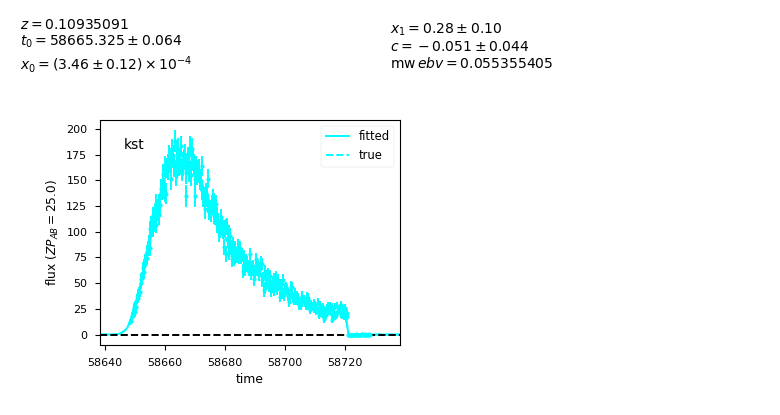 z = 0.10935091
t₀ = 58665.325 ± 0.064
x₀ = (3.46 ± 0.12) × 10⁻⁴
x₁ = 0.28 ± 0.10
c = −0.051 ± 0.044
mw ebv = 0.055355405
kst
fitted
true
200
175
150
125
100
75
50
25
0
flux (ZP_AB = 25.0)
58640 58660 58680 58700 58720
time